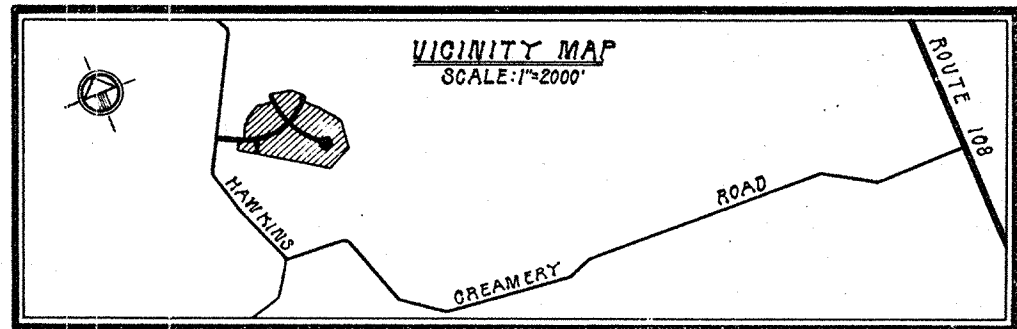 VICINITY MAP
SCALE: 1"=2000'
ROUTE 108
HAWKINS
CREAMERY
ROAD